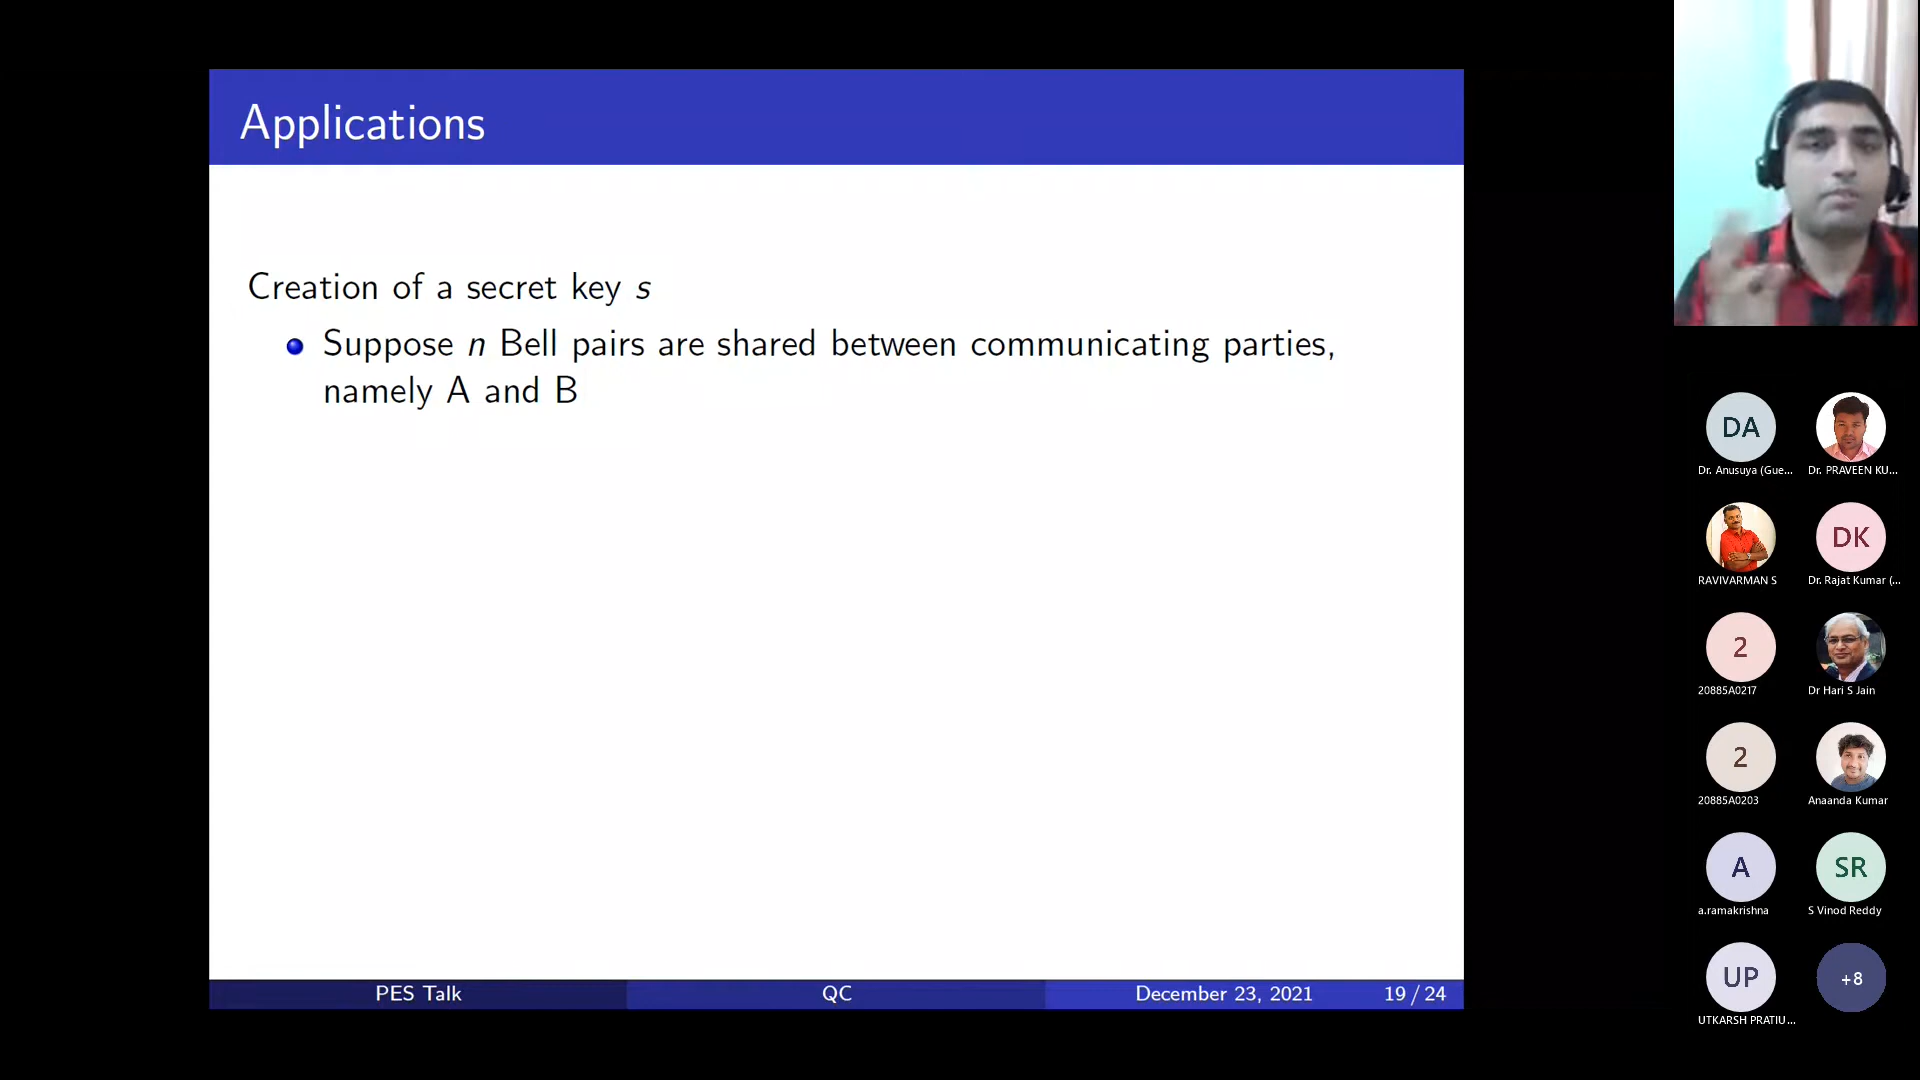 Applications
Creation of a secret key s
Suppose n Bell pairs are shared between communicating parties,
namely A and B
PES Talk
QC
December 23, 2021
19 / 24
DA
Dr. Anusuya (Gue...
Dr. PRAVEEN KU...
RAVIVARMAN S
DK
Dr. Rajat Kumar (...
2
20885A0217
Dr Hari S Jain
2
20885A0203
Anaanda Kumar
A
a.ramakrishna
SR
S Vinod Reddy
UP
UTKARSH PRATIU...
+8